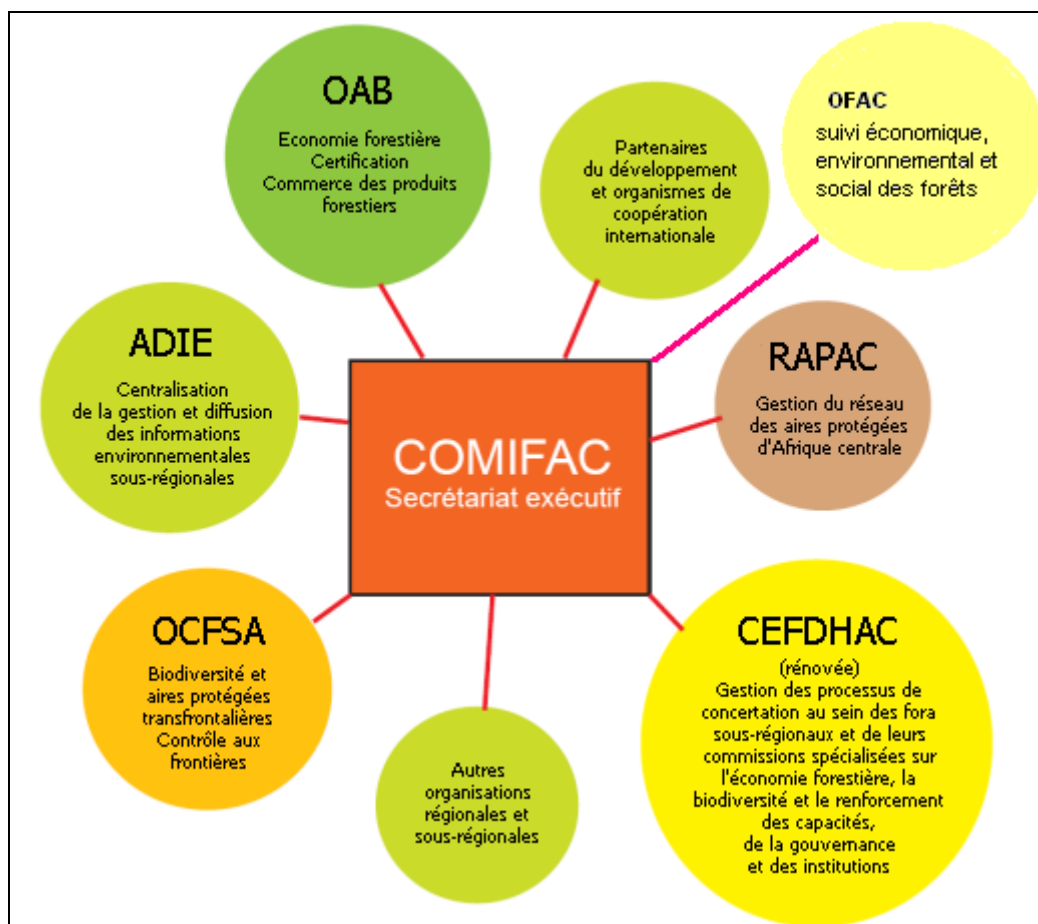 OAB
Economie forestière
Certification
Commerce des produits
forestiers
Partenaires
du développement
et organismes de
coopération
internationale
OFAC
suivi économique,
environnemental et
social des forêts
ADIE
Centralisation
de la gestion et diffusion
des informations
environnementales
sous-régionales
COMIFAC
Secrétariat exécutif
RAPAC
Gestion du réseau
des aires protégées
d'Afrique centrale
OCFSA
Biodiversité et
aires protégées
transfrontalières
Contrôle aux
frontières
Autres
organisations
régionales et
sous-régionales
CEFDHAC
(rénovée)
Gestion des processus de
concertation au sein des fora
sous-régionaux et de leurs
commissions spécialisées sur
l'économie forestière, la
biodiversité et le renforcement
des capacités,
de la gouvernance
et des institutions